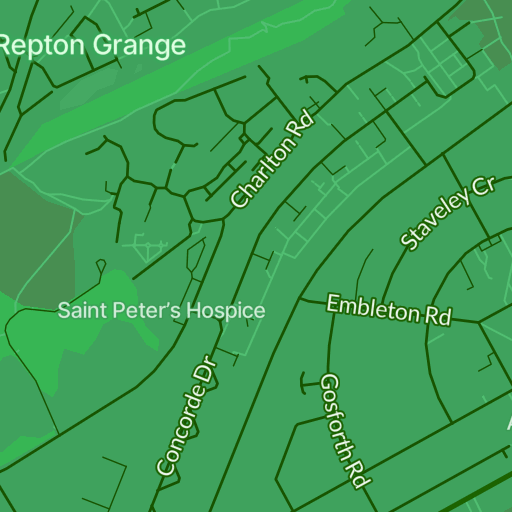 Repton Grange
Charlton Rd
Staveley Cr
Saint Peter's Hospice
Embleton Rd
Concorde Dr
Gosforth Rd